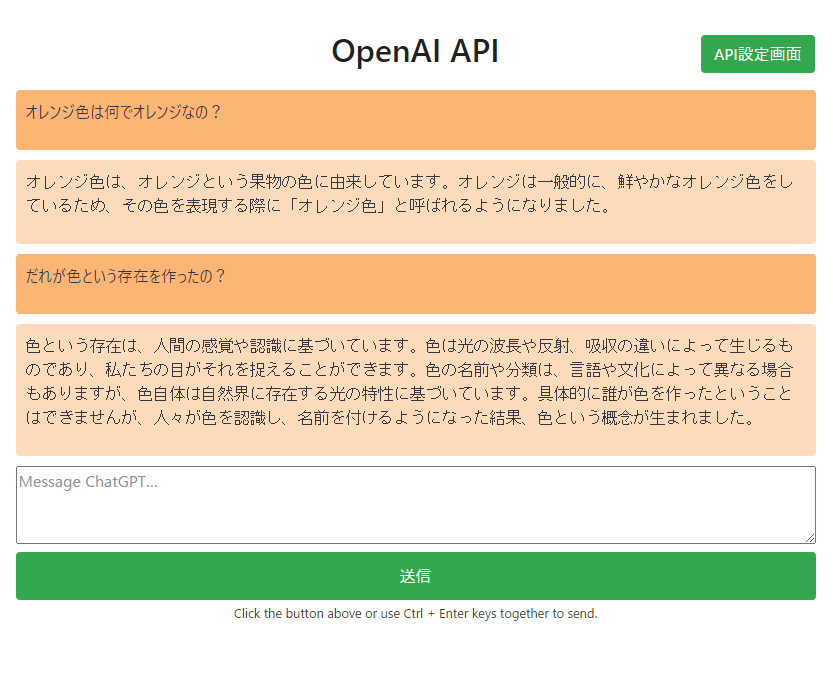 OpenAI API
API設定画面
オレンジ色は何でオレンジなの？
オレンジ色は、オレンジという果物の色に由来しています。オレンジは一般的に、鮮やかなオレンジ色をし
ているため、その色を表現する際に「オレンジ色」と呼ばれるようになりました。
だれが色という存在を作ったの？
色という存在は、人間の感覚や認識に基づいています。色は光の波長や反射、吸収の違いによって生じるも
のであり、私たちの目がそれを捉えることができます。色の名前や分類は、言語や文化によって異なる場合
もありますが、色自体は自然界に存在する光の特性に基づいています。具体的に誰が色を作ったということ
はできませんが、人々が色を認識し、名前を付けるようになった結果、色という概念が生まれました。
Message ChatGPT...
送信
Click the button above or use Ctrl + Enter keys together to send.